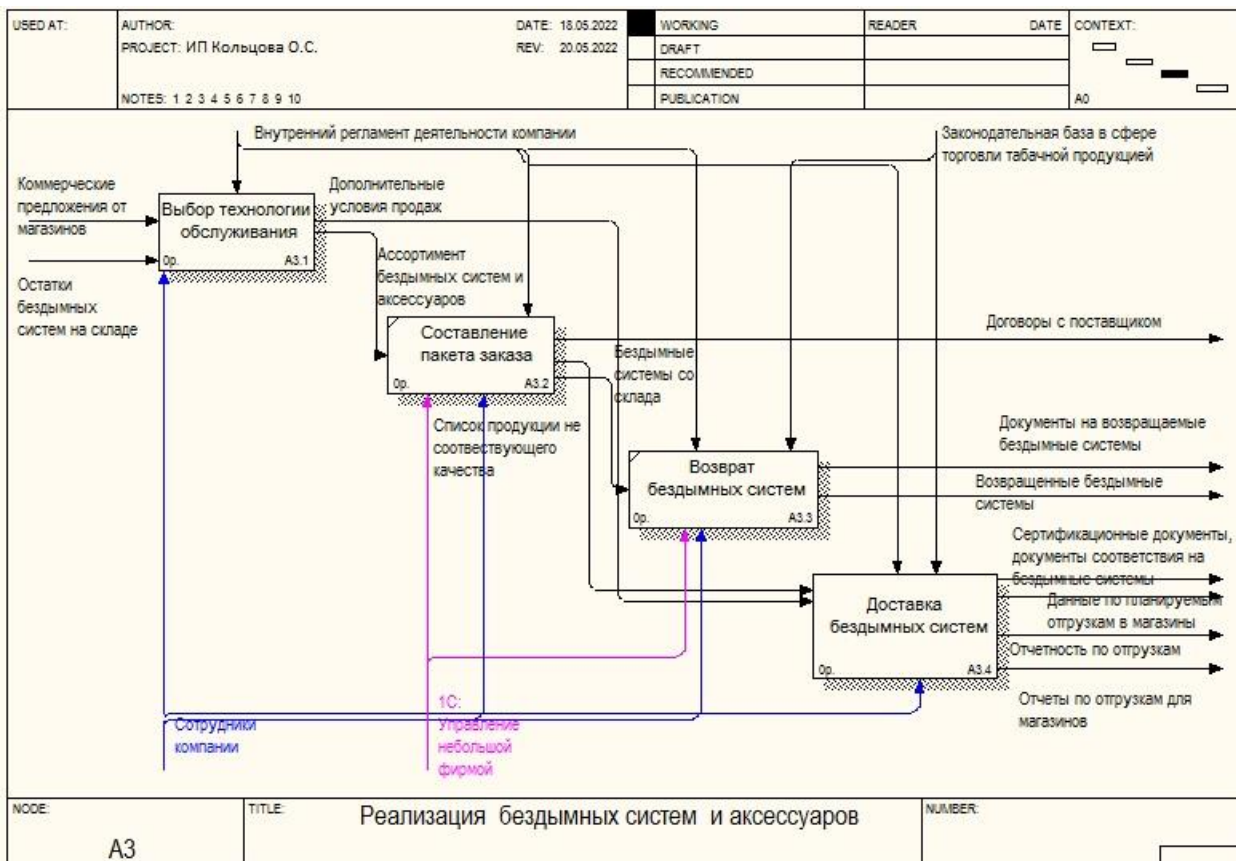 USED AT:
AUTHOR:
DATE: 18.05.2022
WORKING
READER
DATE
CONTEXT:
PROJECT: ИП Кольцова О.С.
REV: 20.05.2022
DRAFT
RECOMMENDED
NOTES: 1 2 3 4 5 6 7 8 9 10
PUBLICATION
A0
Внутренний регламент деятельности компании
Законодательная база в сфере
торговли табачной продукцией
Коммерческие
предложения от
магазинов
Выбор технологии
обслуживания
0р.
A3.1
Дополнительные
условия продаж
Остатки
бездымных
систем на складе
Ассортимент
бездымных систем и
аксессуаров
Составление
пакета заказа
0р.
A3.2
Договоры с поставщиком
Бездымные
системы со
склада
Список продукции не
соотвествующего
качества
Возврат
бездымных систем
0р.
A3.3
Документы на возвращаемые
бездымные системы
Возвращенные бездымные
системы
Сертификационные документы,
документы соответствия на
бездымные системы
Доставка
бездымных систем
0р.
A3.4
Данные по планируемым
отгрузкам в магазины
Отчетность по отгрузкам
Отчеты по отгрузкам для
магазинов
1С:
Управление
небольшой
фирмой
Сотрудники
компании
NODE:
A3
TITLE:
Реализация бездымных систем и аксессуаров
NUMBER: